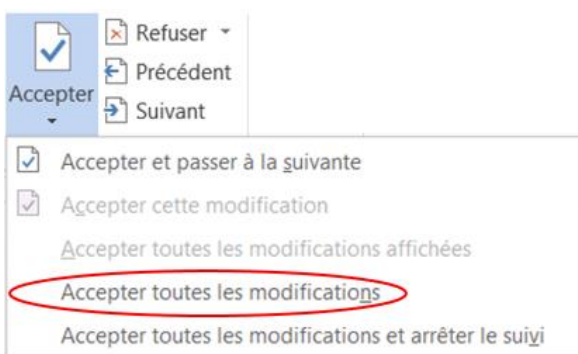 Refuser
Précédent
Accepter
Suivant
Accepter et passer à la suivante
Accepter cette modification
Accepter toutes les modifications affichées
Accepter toutes les modifications
Accepter toutes les modifications et arrêter le suivi